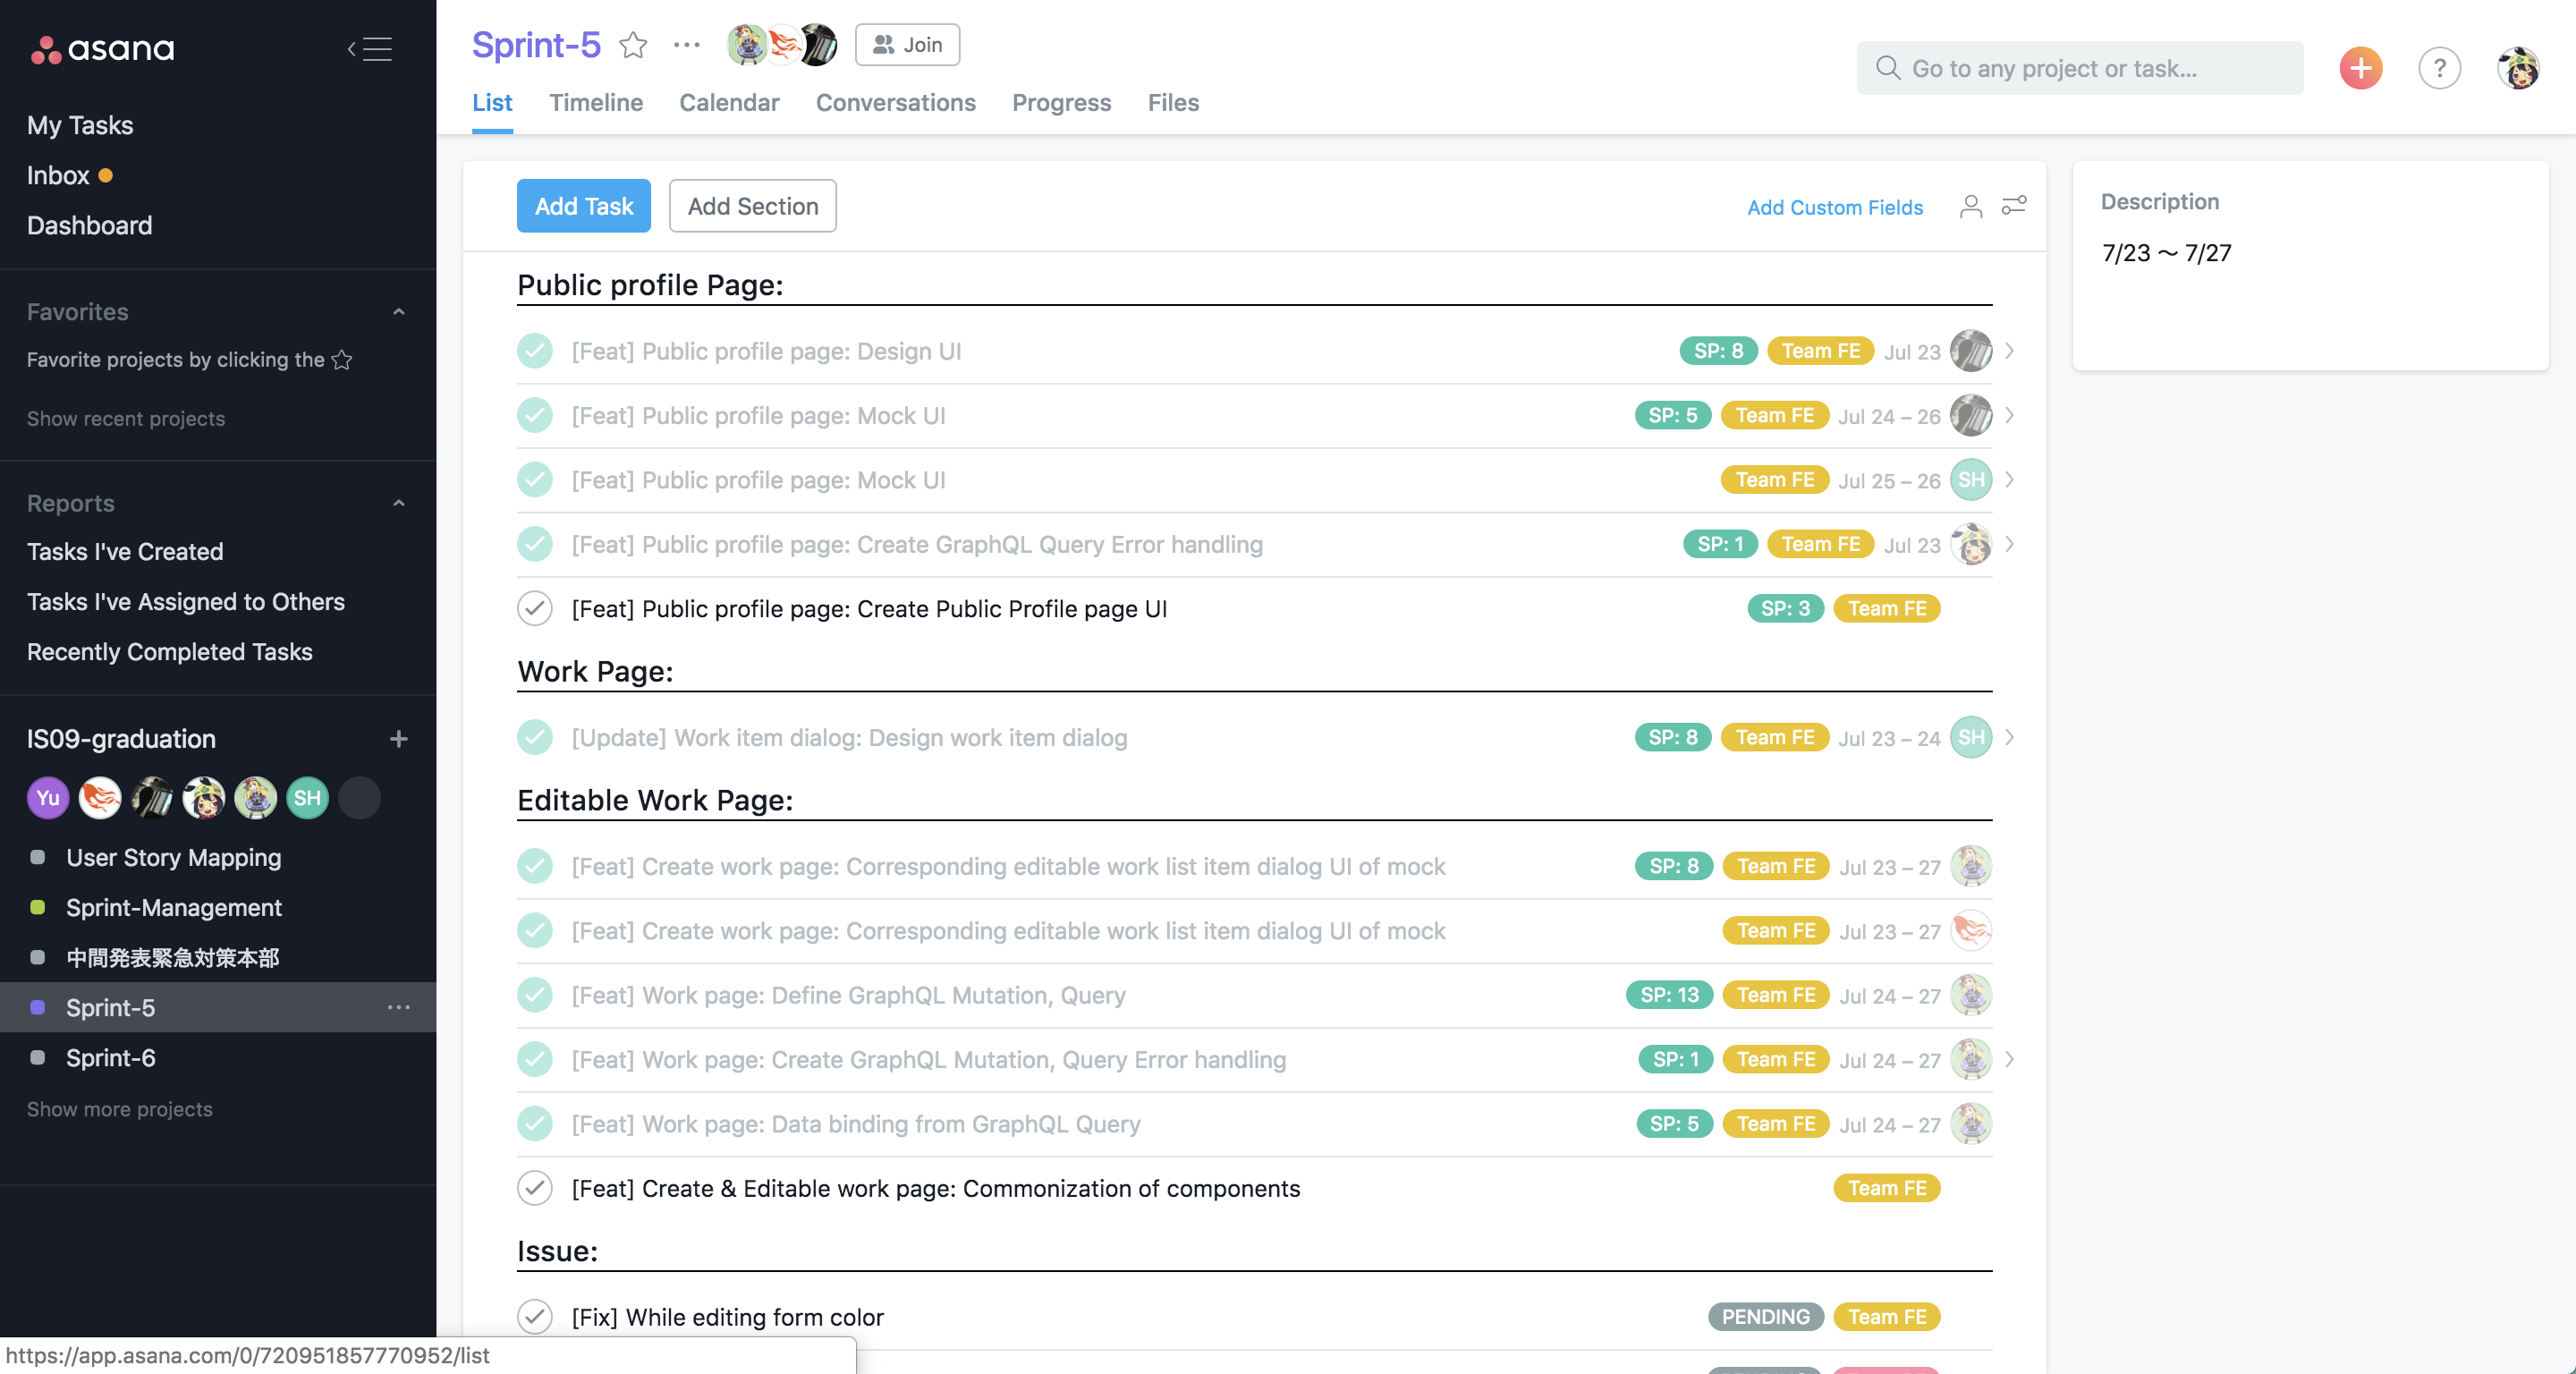 asana
My Tasks
Inbox
Dashboard
Favorites
Favorite projects by clicking the
Show recent projects
Reports
Tasks I've Created
Tasks I've Assigned to Others
Recently Completed Tasks
IS09-graduation
Yu SH
User Story Mapping
Sprint-Management
中間発表緊急対策本部
Sprint-5
Sprint-6
Show more projects
https://app.asana.com/0/720951857770952/list
Sprint-5 Join
List Timeline Calendar Conversations Progress Files
Go to any project or task...
?
Add Task Add Section Add Custom Fields
Public profile Page:
[Feat] Public profile page: Design UI SP: 8 Team FE Jul 23
[Feat] Public profile page: Mock UI SP: 5 Team FE Jul 24 – 26
[Feat] Public profile page: Mock UI Team FE Jul 25 – 26 SH
[Feat] Public profile page: Create GraphQL Query Error handling SP: 1 Team FE Jul 23
[Feat] Public profile page: Create Public Profile page UI SP: 3 Team FE
Work Page:
[Update] Work item dialog: Design work item dialog SP: 8 Team FE Jul 23 – 24 SH
Editable Work Page:
[Feat] Create work page: Corresponding editable work list item dialog UI of mock SP: 8 Team FE Jul 23 – 27
[Feat] Create work page: Corresponding editable work list item dialog UI of mock Team FE Jul 23 – 27
[Feat] Work page: Define GraphQL Mutation, Query SP: 13 Team FE Jul 24 – 27
[Feat] Work page: Create GraphQL Mutation, Query Error handling SP: 1 Team FE Jul 24 – 27
[Feat] Work page: Data binding from GraphQL Query SP: 5 Team FE Jul 24 – 27
[Feat] Create & Editable work page: Commonization of components Team FE
Issue:
[Fix] While editing form color PENDING Team FE
Description
7/23 〜 7/27